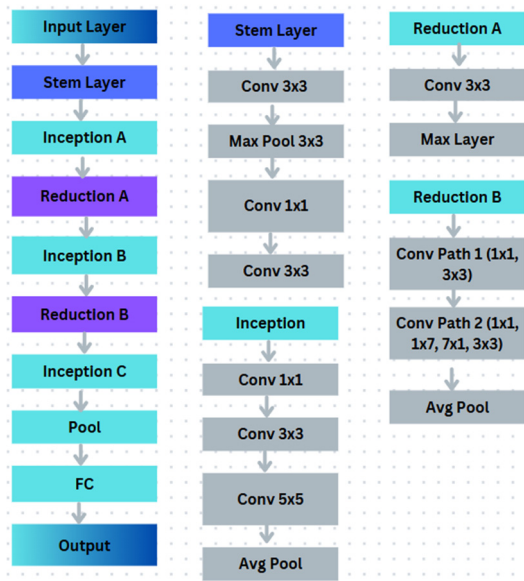 Input Layer
Stem Layer
Inception A
Reduction A
Inception B
Reduction B
Inception C
Pool
FC
Output
Stem Layer
Conv 3x3
Max Pool 3x3
Conv 1x1
Conv 3x3
Inception
Conv 1x1
Conv 3x3
Conv 5x5
Avg Pool
Reduction A
Conv 3x3
Max Layer
Reduction B
Conv Path 1 (1x1,
3x3)
Conv Path 2 (1x1,
1x7, 7x1, 3x3)
Avg Pool